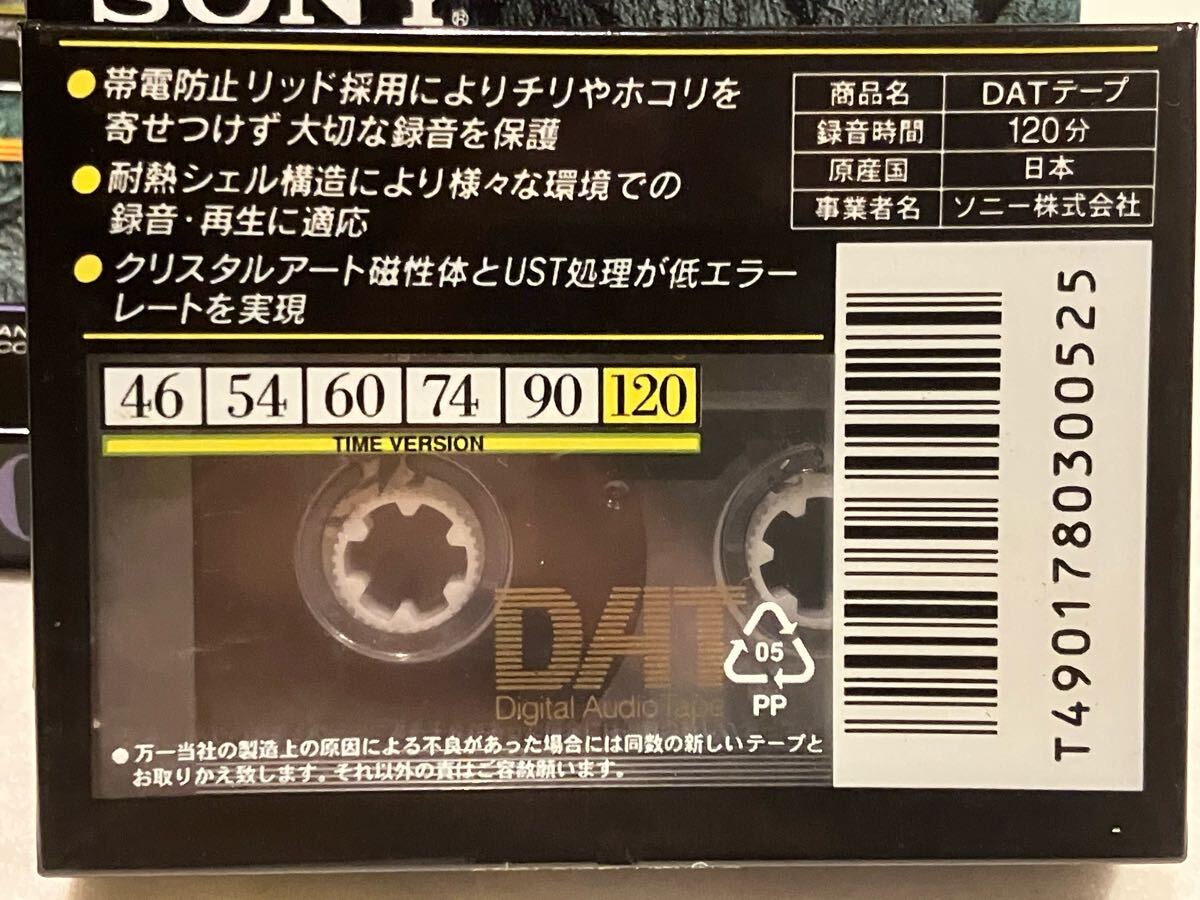 SONY®
●帯電防止リッド採用によりチリやホコリを
寄せつけず大切な録音を保護
●耐熱シェル構造により様々な環境での
録音・再生に適応
●クリスタルアート磁性体とUST処理が低エラー
レートを実現
商品名 DATテープ
録音時間 120分
原産国 日本
事業者名 ソニー株式会社
46 54 60 74 90 120
TIME VERSION
DAT
Digital Audio Tape
05
PP
●万一当社の製造上の原因による不良があった場合には同数の新しいテープと
お取りかえ致します。それ以外の責はご容赦願います。
T4901780300525